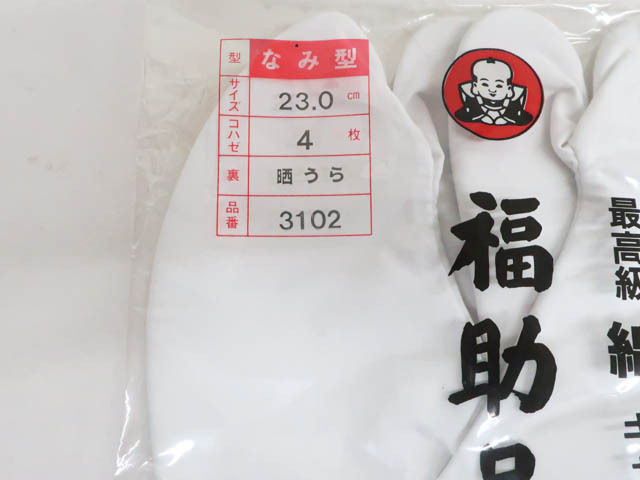 型 なみ型
サイズ 23.0 cm
コハゼ 4 枚
裏 晒うら
品番 3102
福助
最高級